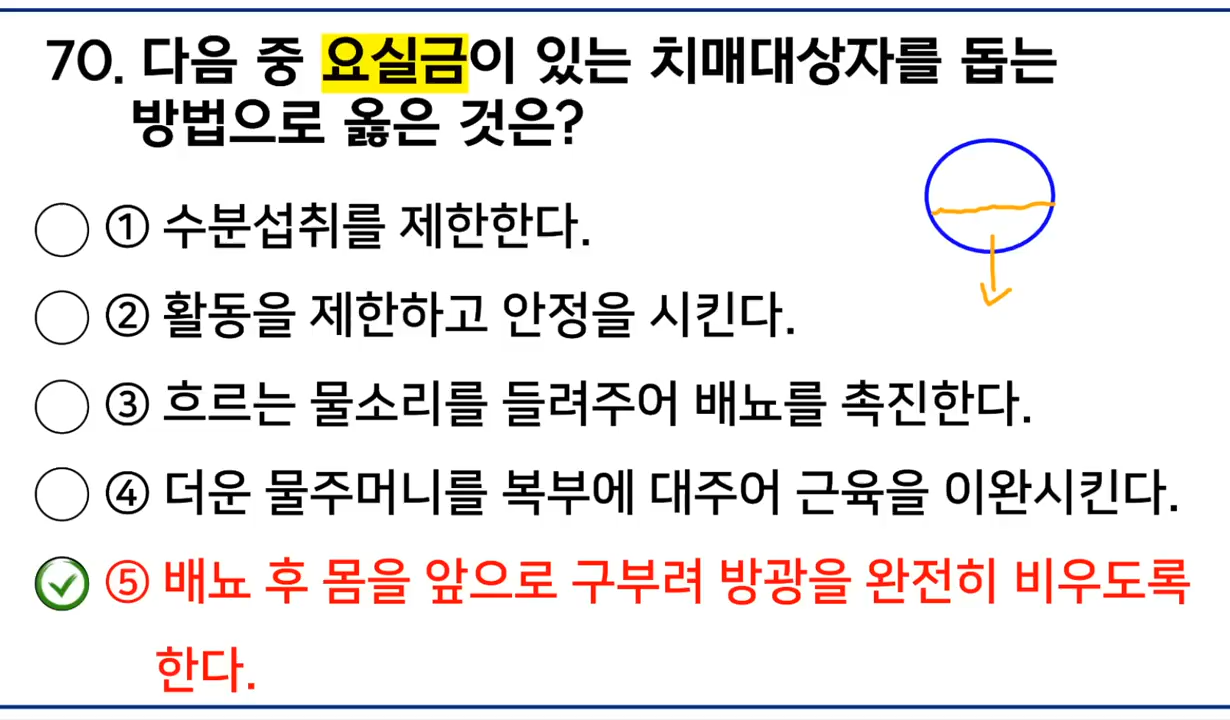 70. 다음 중 요실금이 있는 치매대상자를 돕는
방법으로 옳은 것은?
① 수분섭취를 제한한다.
② 활동을 제한하고 안정을 시킨다.
③ 흐르는 물소리를 들려주어 배뇨를 촉진한다.
④ 더운 물주머니를 복부에 대주어 근육을 이완시킨다.
⑤ 배뇨 후 몸을 앞으로 구부려 방광을 완전히 비우도록
한다.